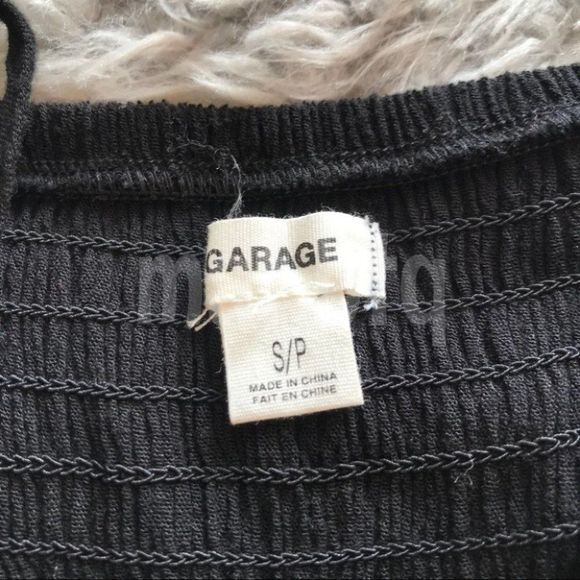 GARAGE
S/P
MADE IN CHINA
FAIT EN CHINE